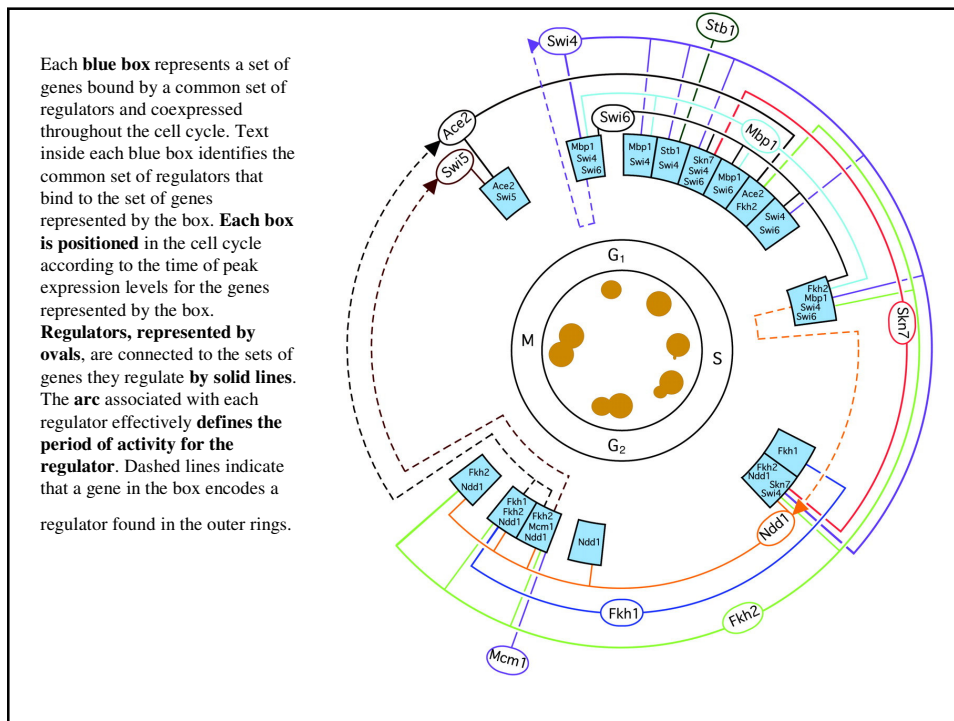 Each blue box represents a set of
genes bound by a common set of
regulators and coexpressed
throughout the cell cycle. Text
inside each blue box identifies the
common set of regulators that
bind to the set of genes
represented by the box. Each box
is positioned in the cell cycle
according to the time of peak
expression levels for the genes
represented by the box.
Regulators, represented by
ovals, are connected to the sets of
genes they regulate by solid lines.
The arc associated with each
regulator effectively defines the
period of activity for the
regulator. Dashed lines indicate
that a gene in the box encodes a
regulator found in the outer rings.
Stb1
Swi4
Ace2
Swi5
Swi6
Mbp1
Skn7
Ndd1
Fkh2
Fkh1
Mcm1
Ace2
Swi5
Mbp1
Swi4
Swi6
Mbp1
Swi4
Stb1
Swi4
Skn7
Swi4
Swi6
Mbp1
Swi6
Ace2
Fkh2
Swi4
Swi6
Fkh2
Mbp1
Swi4
Swi6
Fkh1
Fkh2
Ndd1
Skn7
Swi4
Ndd1
Fkh2
Mcm1
Ndd1
Fkh1
Fkh2
Ndd1
Fkh2
Ndd1
G1
S
G2
M